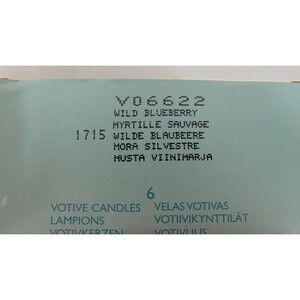 V06622
WILD BLUEBERRY
MYRTILLE SAUVAGE
1715 WILDE BLAUBEERE
MORA SILVESTRE
MUSTA VIINIMARJA
6
VOTIVE CANDLES VELAS VOTIVAS
LAMPIONS VOTIIVIKYNTTILÄT
VOTIVKERZEN VOTIVLJUS